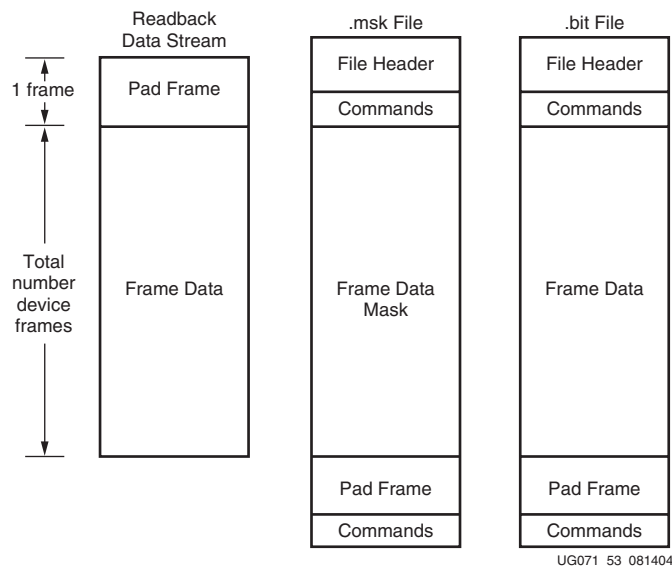 Readback
Data Stream
.msk File
.bit File
1 frame
Pad Frame
File Header
File Header
Commands
Commands
Total
number
device
frames
Frame Data
Frame Data
Mask
Frame Data
Pad Frame
Pad Frame
Commands
Commands
UG071_53_081404